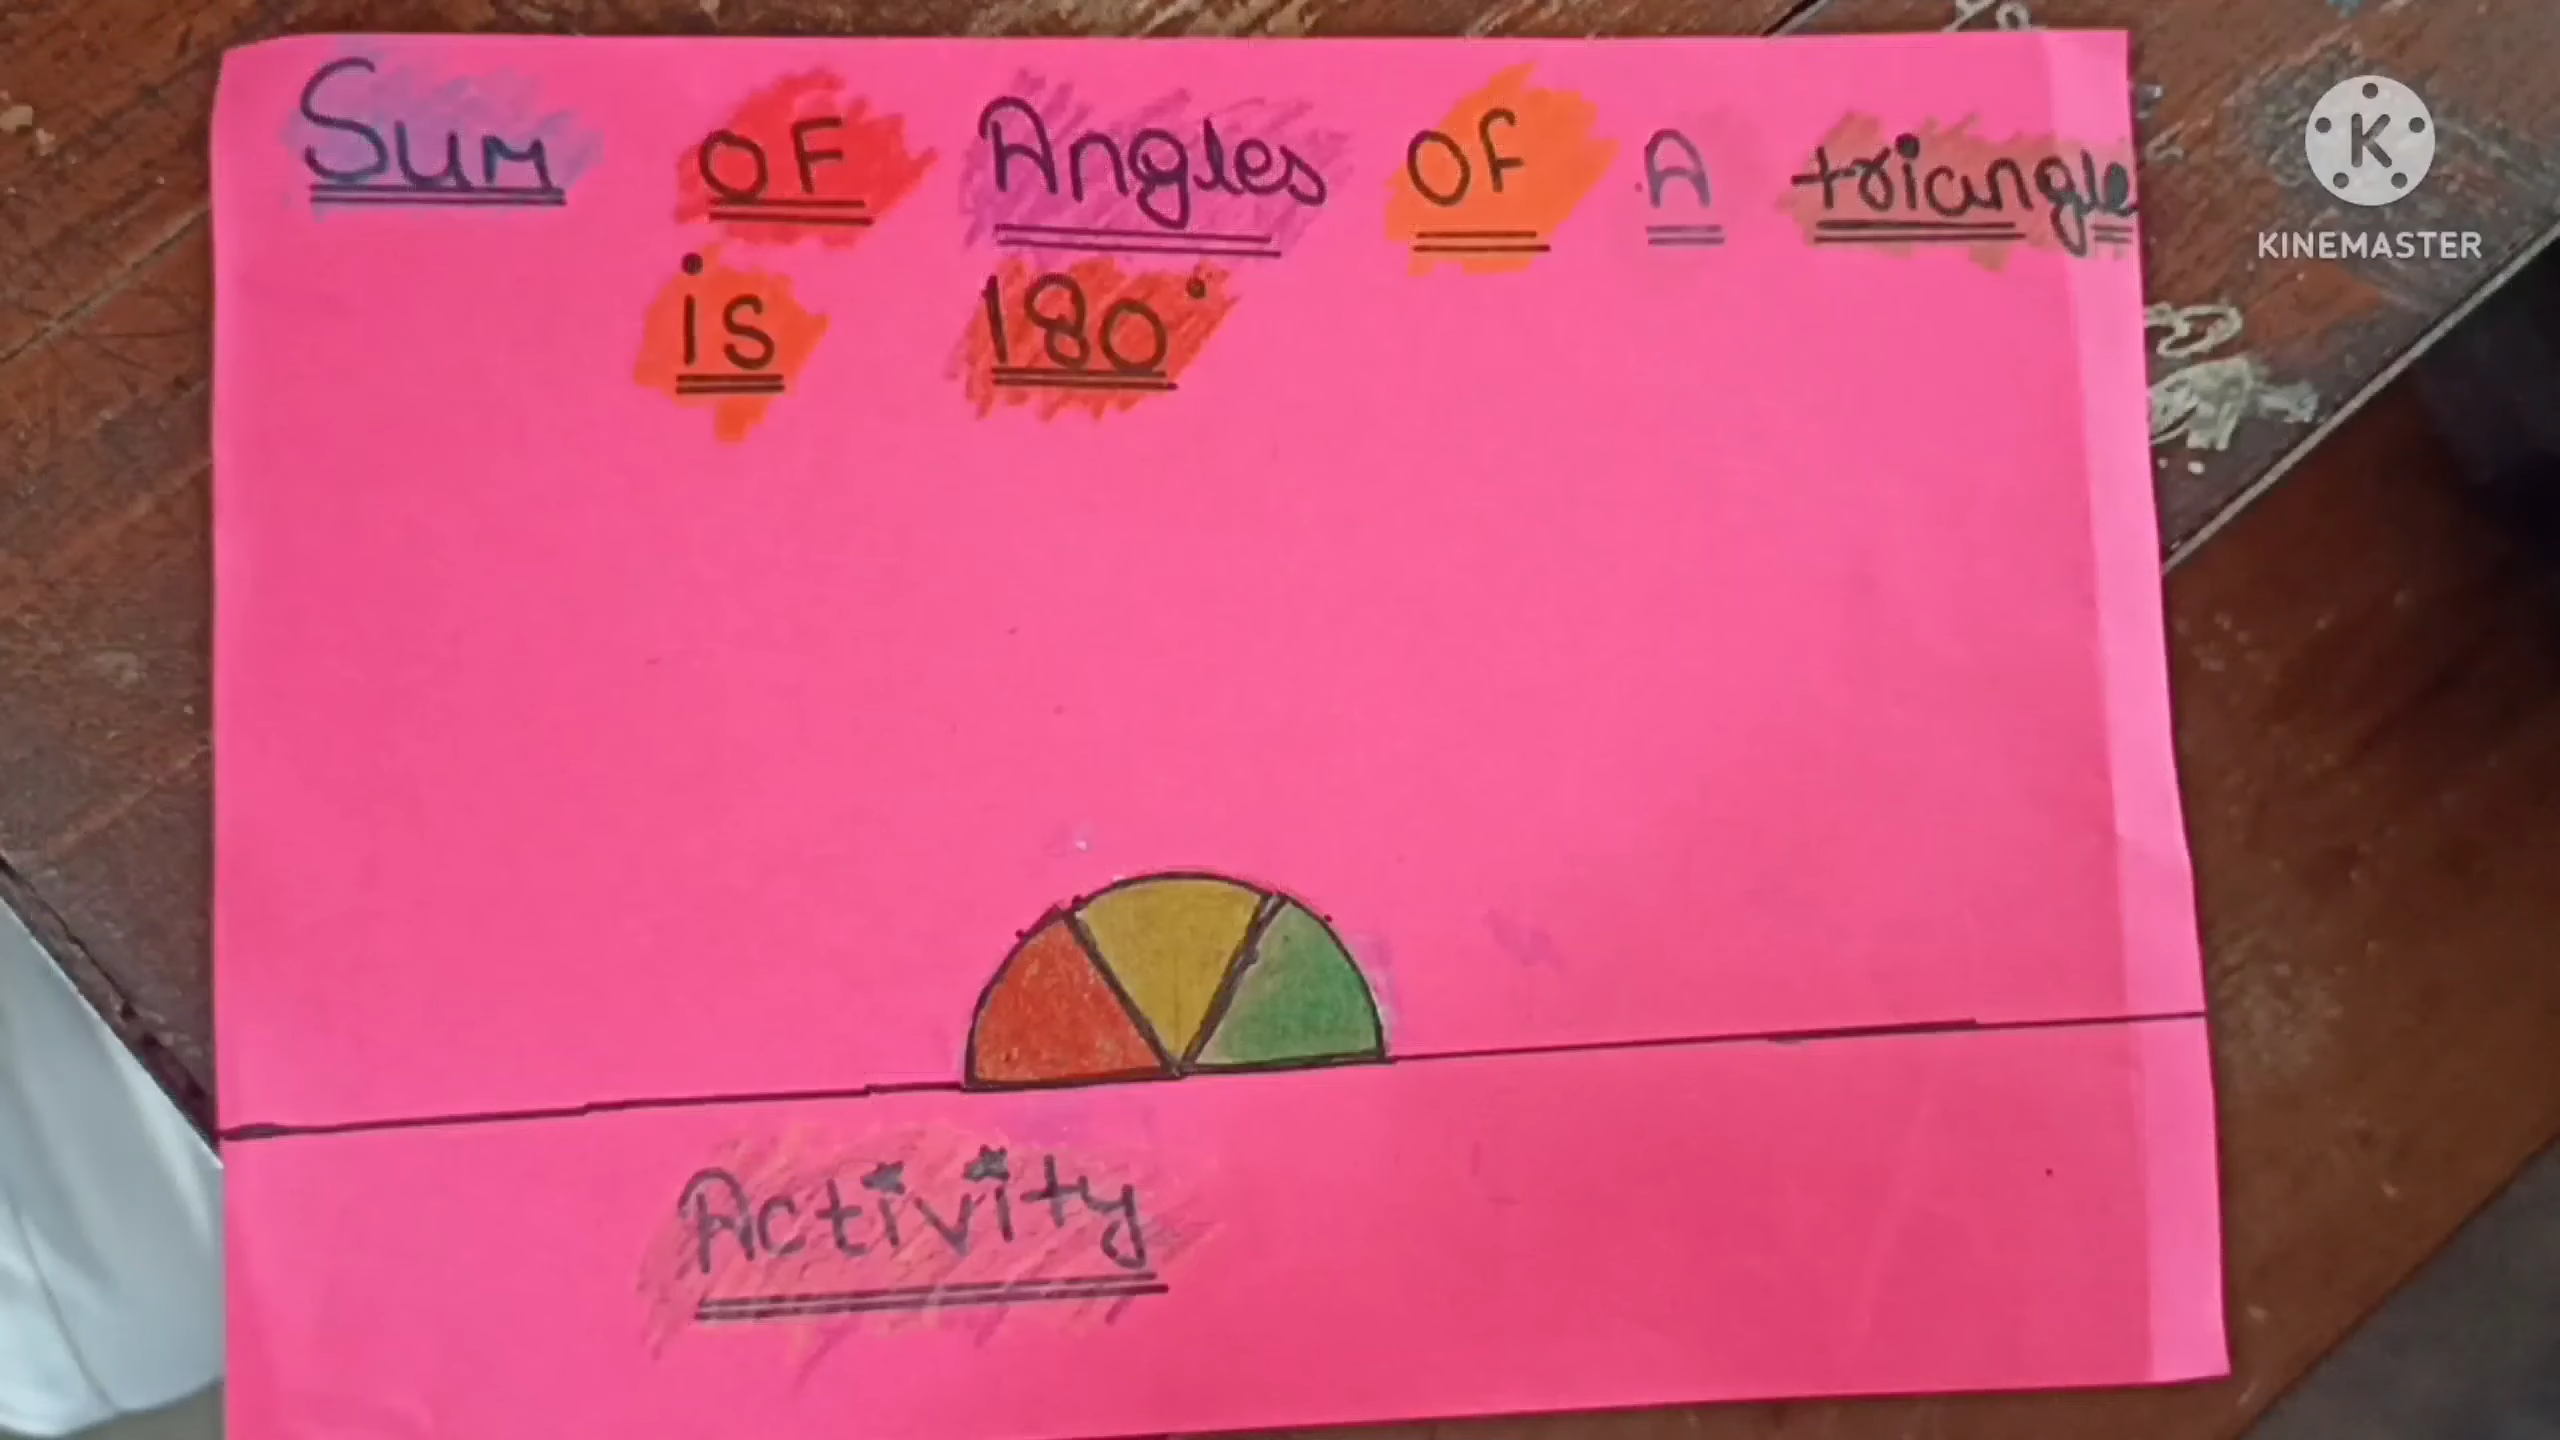 Sum OF Angles OF A triangle
is 180°
Activity
K
KINEMASTER